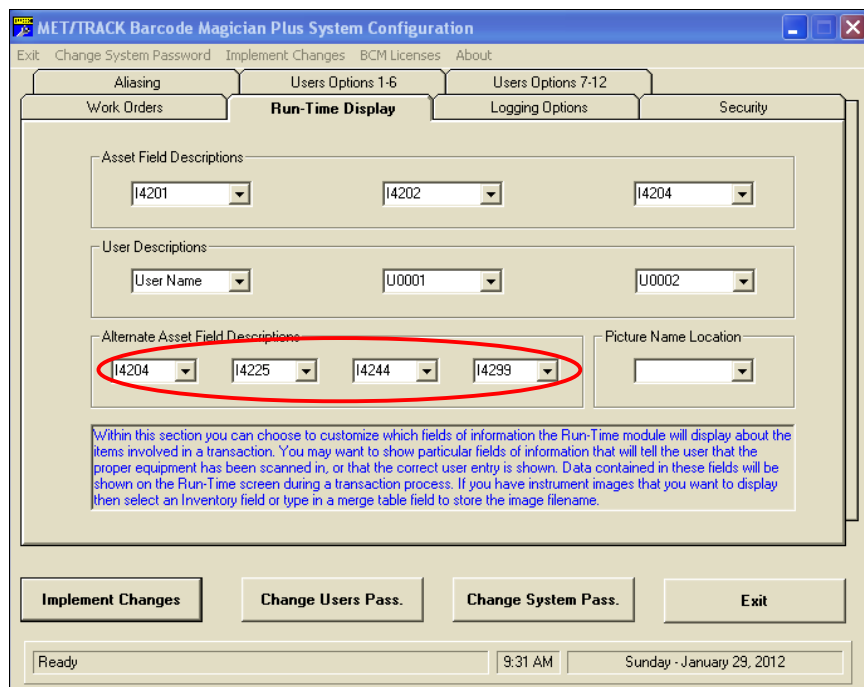 MET/TRACK Barcode Magician Plus System Configuration
Exit Change System Password Implement Changes BCM Licenses About
Aliasing Users Options 1-6 Users Options 7-12
Work Orders Run-Time Display Logging Options Security
Asset Field Descriptions
I4201 I4202 I4204
User Descriptions
User Name U0001 U0002
Alternate Asset Field Descriptions Picture Name Location
I4204 I4225 I4244 I4299
Within this section you can choose to customize which fields of information the Run-Time module will display about the
items involved in a transaction. You may want to show particular fields of information that will tell the user that the
proper equipment has been scanned in, or that the correct user entry is shown. Data contained in these fields will be
shown on the Run-Time screen during a transaction process. If you have instrument images that you want to display
then select an Inventory field or type in a merge table field to store the image filename.
Implement Changes Change Users Pass. Change System Pass. Exit
Ready 9:31 AM Sunday - January 29, 2012